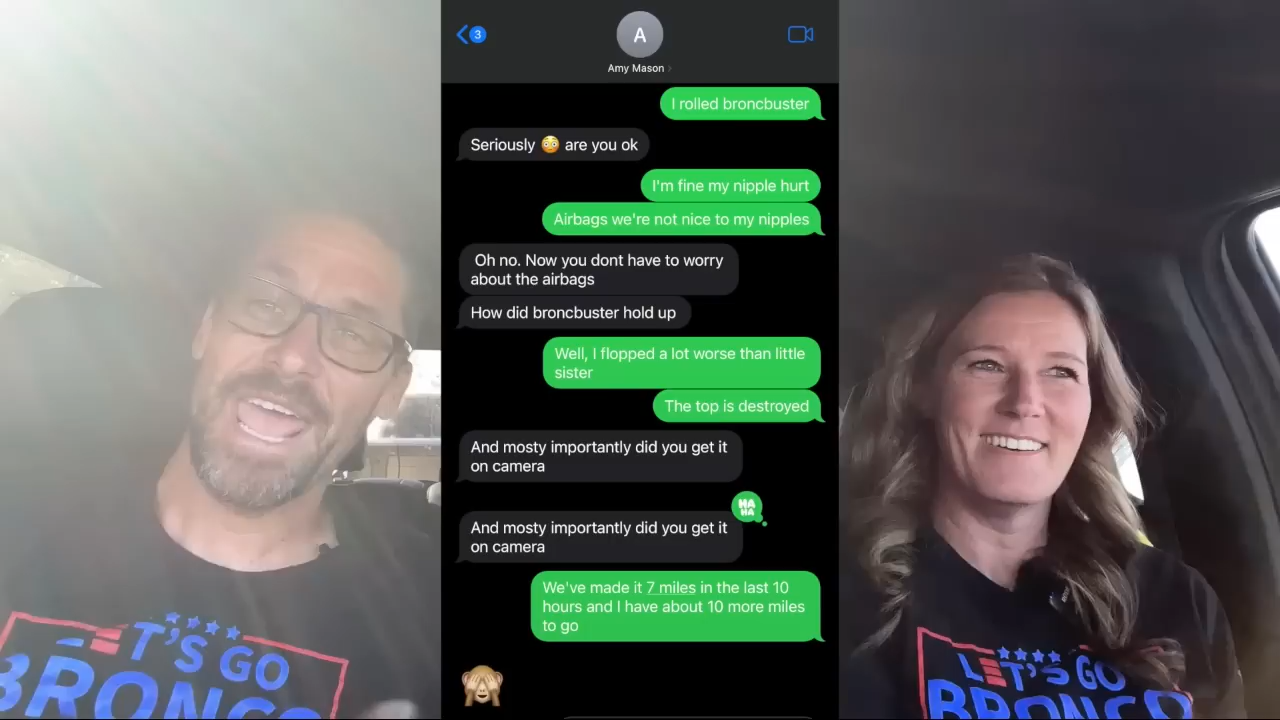 3
A
Amy Mason
I rolled broncbuster
Seriously 😳 are you ok
I'm fine my nipple hurt
Airbags we're not nice to my nipples
Oh no. Now you dont have to worry
about the airbags
How did broncbuster hold up
Well, I flopped a lot worse than little
sister
The top is destroyed
And mosty importantly did you get it
on camera
HA
HA
And mosty importantly did you get it
on camera
We've made it 7 miles in the last 10
hours and I have about 10 more miles
to go
🙈
LET'S GO
BRONCO
LET'S GO
BRONCO